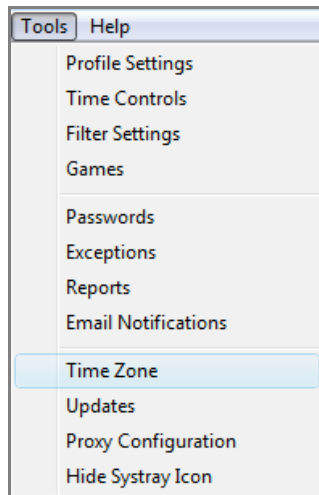 Tools Help
Profile Settings
Time Controls
Filter Settings
Games
Passwords
Exceptions
Reports
Email Notifications
Time Zone
Updates
Proxy Configuration
Hide Systray Icon